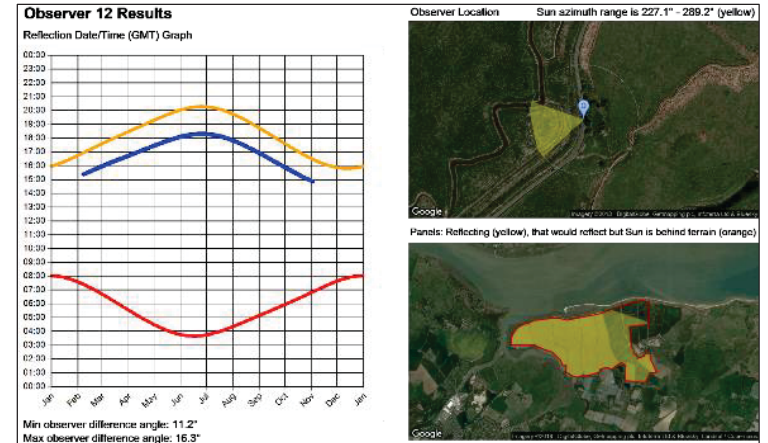 Observer 12 Results
Reflection Date/Time (GMT) Graph
00:00
23:00
22:00
21:00
20:00
19:00
18:00
17:00
16:00
15:00
14:00
13:00
12:00
11:00
10:00
09:00
08:00
07:00
06:00
05:00
04:00
03:00
02:00
01:00
00:00
Jan
Feb
Mar
Apr
May
Jun
Jul
Aug
Sep
Oct
Nov
Dec
Jan
Min observer difference angle: 11.2°
Max observer difference angle: 16.3°
Observer Location
Sun azimuth range is 227.1° - 289.2° (yellow)
Google
Panels: Reflecting (yellow), that would reflect but Sun is behind terrain (orange)
Google